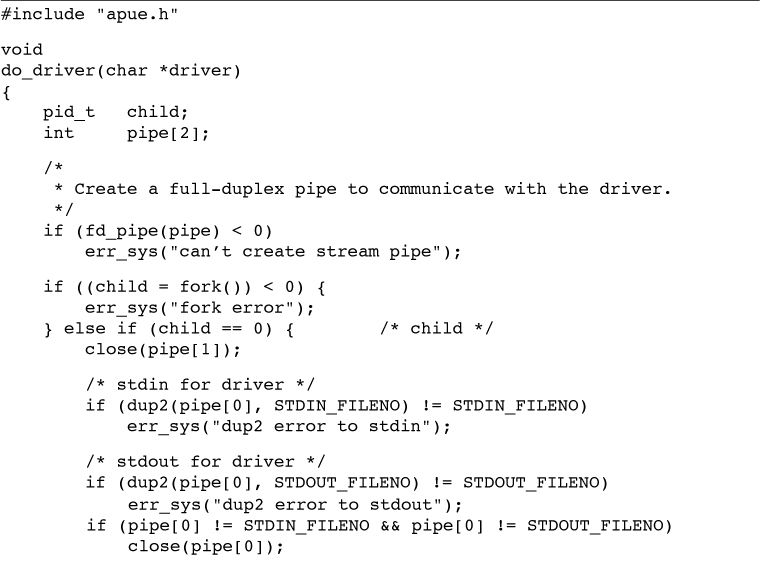 #include "apue.h"
void
do_driver(char *driver)
{
    pid_t   child;
    int     pipe[2];
    /*
     * Create a full-duplex pipe to communicate with the driver.
     */
    if (fd_pipe(pipe) < 0)
        err_sys("can’t create stream pipe");
    if ((child = fork()) < 0) {
        err_sys("fork error");
    } else if (child == 0) {        /* child */
        close(pipe[1]);
        /* stdin for driver */
        if (dup2(pipe[0], STDIN_FILENO) != STDIN_FILENO)
            err_sys("dup2 error to stdin");
        /* stdout for driver */
        if (dup2(pipe[0], STDOUT_FILENO) != STDOUT_FILENO)
            err_sys("dup2 error to stdout");
        if (pipe[0] != STDIN_FILENO && pipe[0] != STDOUT_FILENO)
            close(pipe[0]);